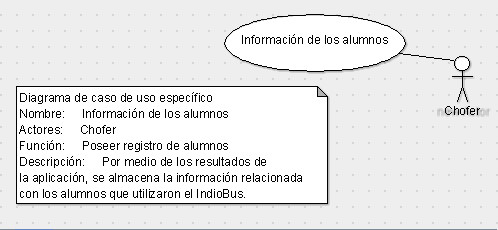 Información de los alumnos
Chofer
Diagrama de caso de uso específico
Nombre: Información de los alumnos
Actores: Chofer
Función: Poseer registro de alumnos
Descripción: Por medio de los resultados de
la aplicación, se almacena la información relacionada
con los alumnos que utilizaron el IndioBus.